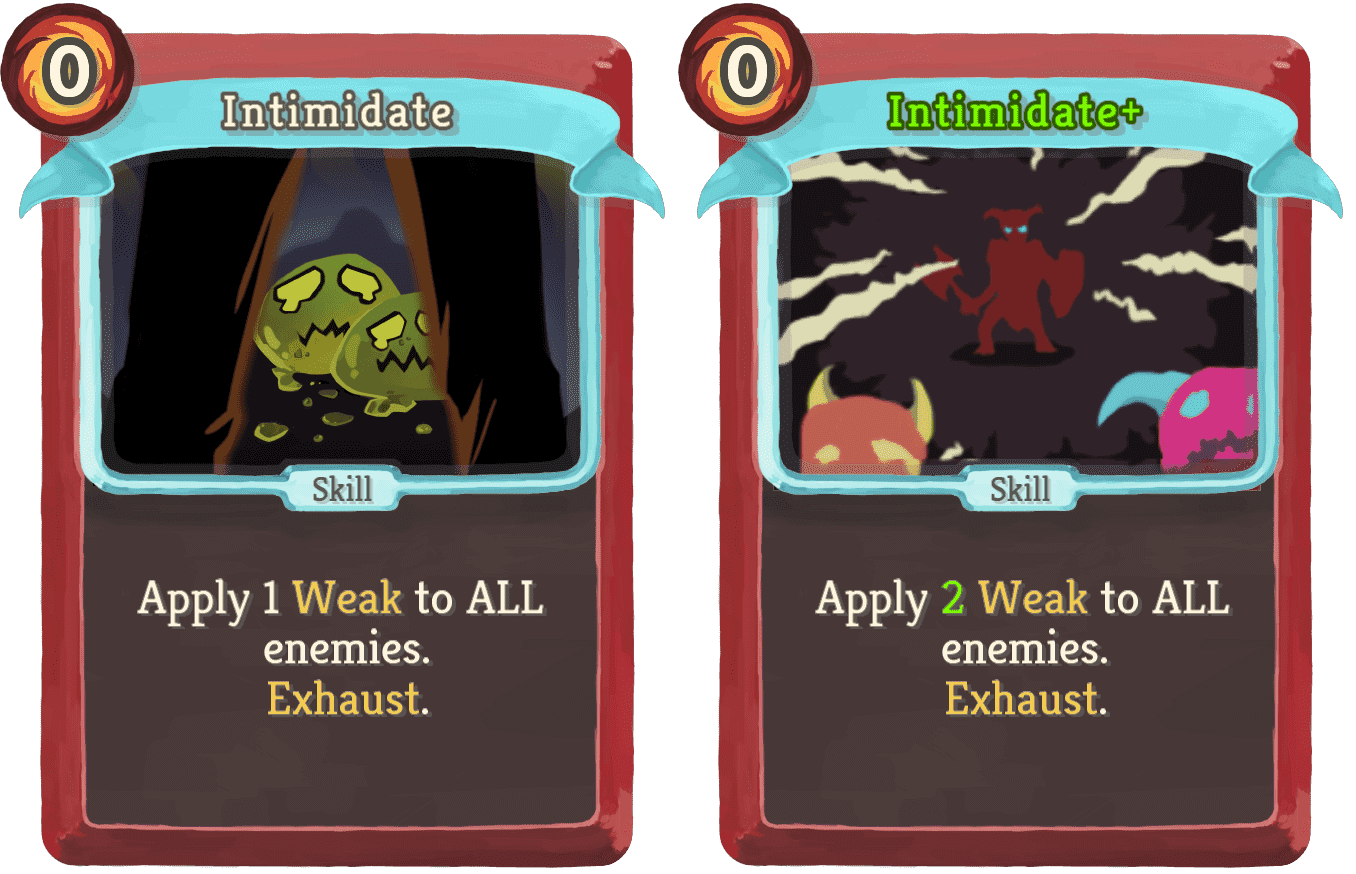 0
Intimidate
Skill
Apply 1 Weak to ALL
enemies.
Exhaust.
0
Intimidate+
Skill
Apply 2 Weak to ALL
enemies.
Exhaust.